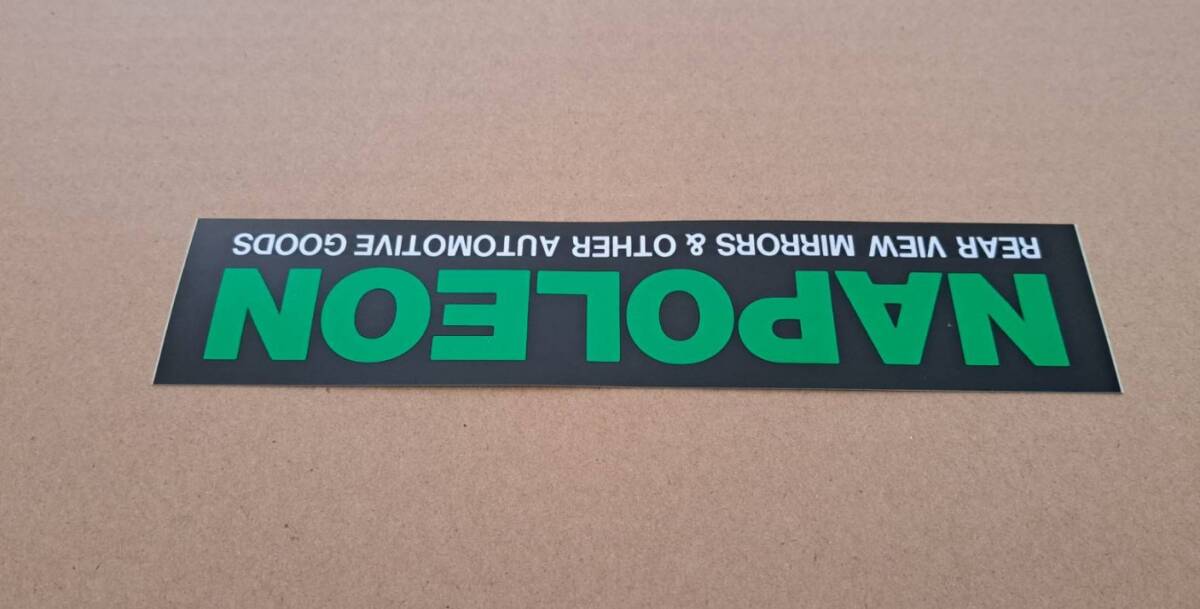 NAPOLEON
REAR VIEW MIRRORS & OTHER AUTOMOTIVE GOODS